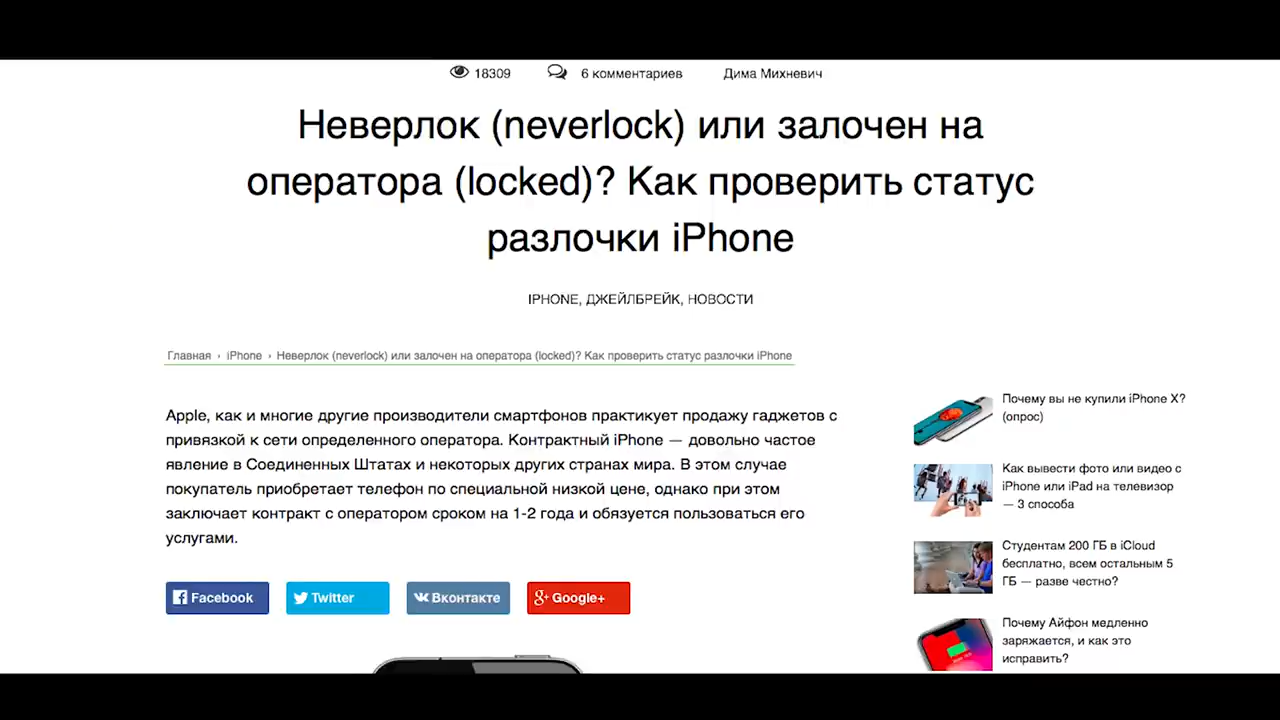 18309 6 комментариев Дима Михневич
Неверлок (neverlock) или залочен на
оператора (locked)? Как проверить статус
разлочки iPhone
IPHONE, ДЖЕЙЛБРЕЙК, НОВОСТИ
Главная › iPhone › Неверлок (neverlock) или залочен на оператора (locked)? Как проверить статус разлочки iPhone
Apple, как и многие другие производители смартфонов практикует продажу гаджетов с
привязкой к сети определенного оператора. Контрактный iPhone — довольно частое
явление в Соединенных Штатах и некоторых других странах мира. В этом случае
покупатель приобретает телефон по специальной низкой цене, однако при этом
заключает контракт с оператором сроком на 1-2 года и обязуется пользоваться его
услугами.
Facebook Twitter Вконтакте Google+
Почему вы не купили iPhone X?
(опрос)
Как вывести фото или видео с
iPhone или iPad на телевизор
— 3 способа
Студентам 200 ГБ в iCloud
бесплатно, всем остальным 5
ГБ — разве честно?
Почему Айфон медленно
заряжается, и как это
исправить?